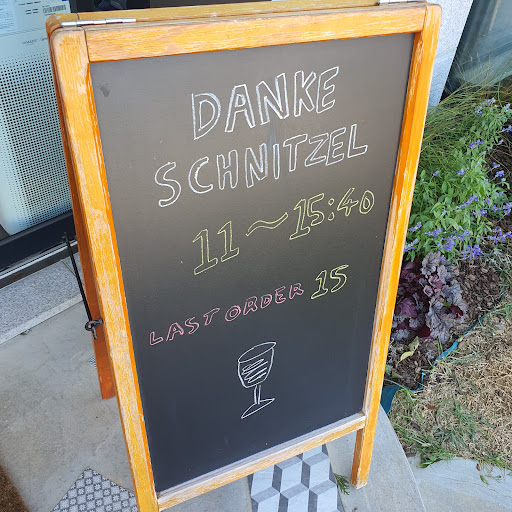 DANKE
SCHNITZEL
11~15:40
LAST ORDER 15